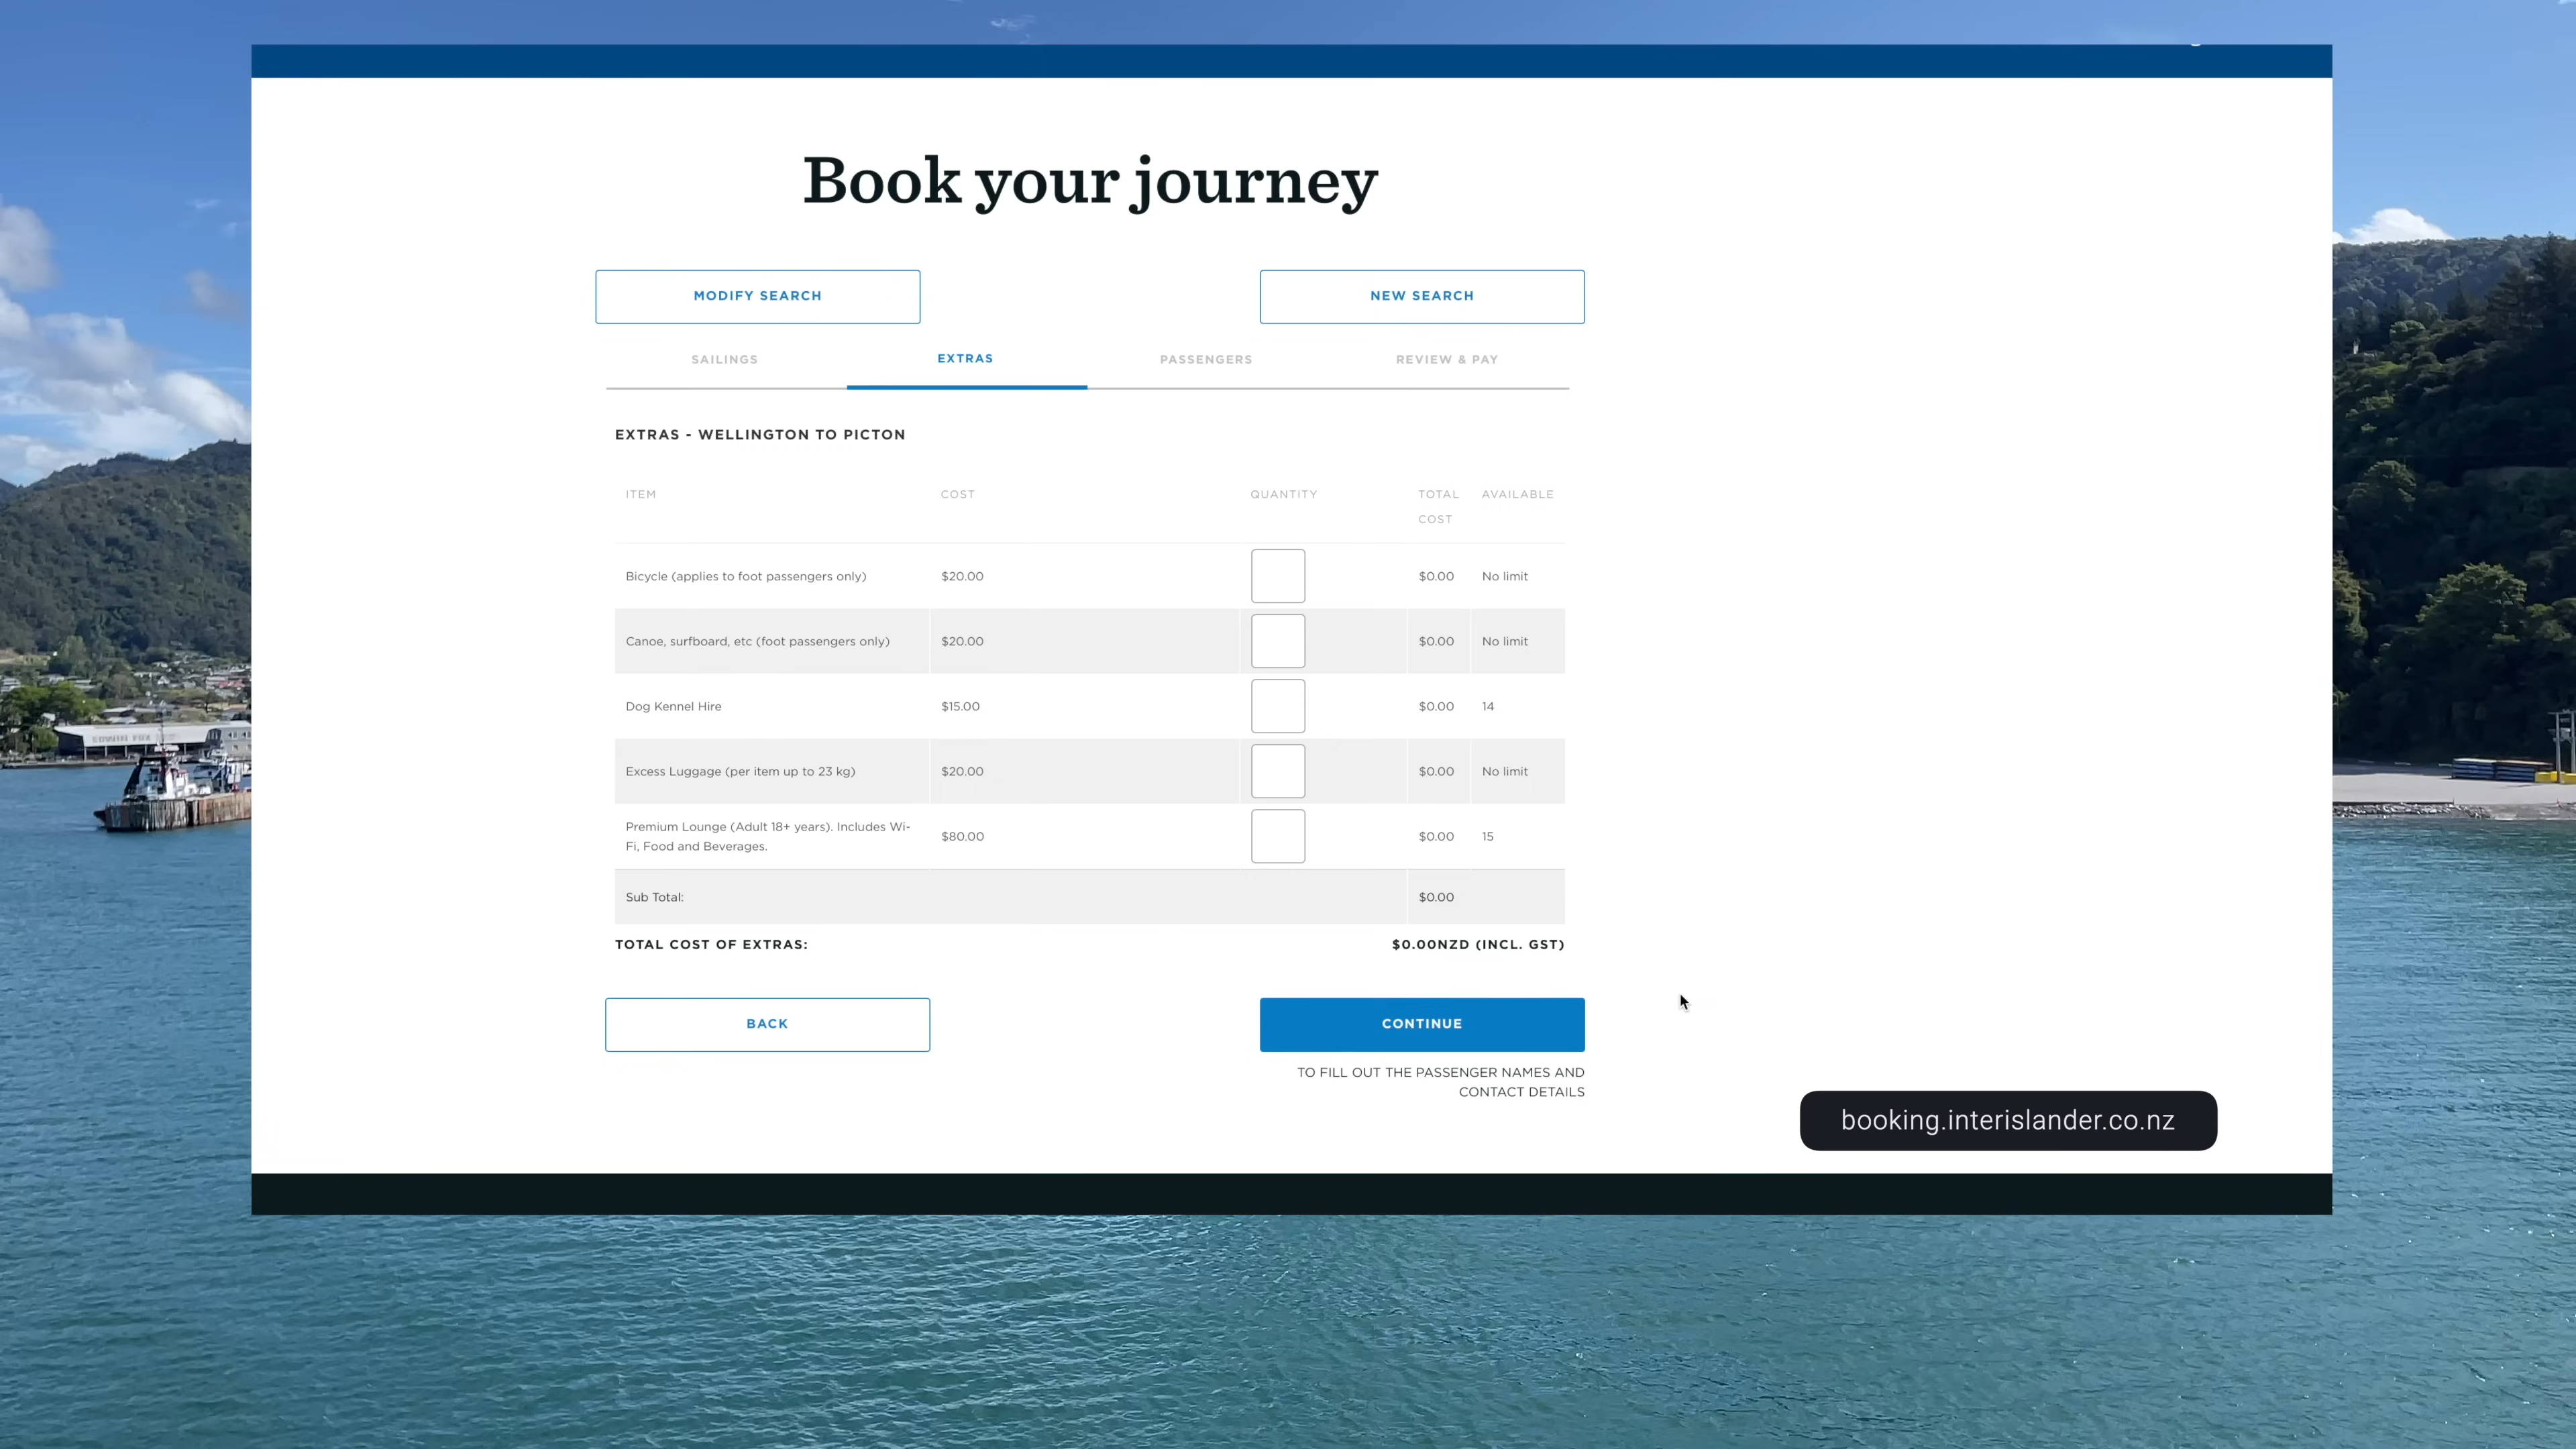 Book your journey
MODIFY SEARCH
NEW SEARCH
SAILINGS
EXTRAS
PASSENGERS
REVIEW & PAY
EXTRAS - WELLINGTON TO PICTON
ITEM
COST
QUANTITY
TOTAL
COST
AVAILABLE
Bicycle (applies to foot passengers only)
$20.00
$0.00
No limit
Canoe, surfboard, etc (foot passengers only)
$20.00
$0.00
No limit
Dog Kennel Hire
$15.00
$0.00
14
Excess Luggage (per item up to 23 kg)
$20.00
$0.00
No limit
Premium Lounge (Adult 18+ years). Includes Wi-
Fi, Food and Beverages.
$80.00
$0.00
15
Sub Total:
$0.00
TOTAL COST OF EXTRAS:
$0.00NZD (INCL. GST)
BACK
CONTINUE
TO FILL OUT THE PASSENGER NAMES AND
CONTACT DETAILS
booking.interislander.co.nz
EDWIN FOX